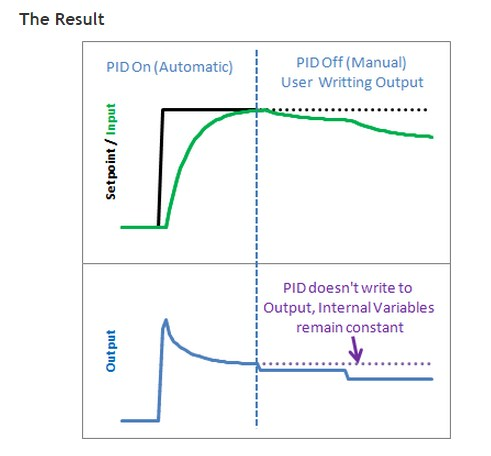 The Result
PID On (Automatic)
PID Off (Manual)
User Writting Output
Setpoint / Input
PID doesn't write to
Output, Internal Variables
remain constant
Output